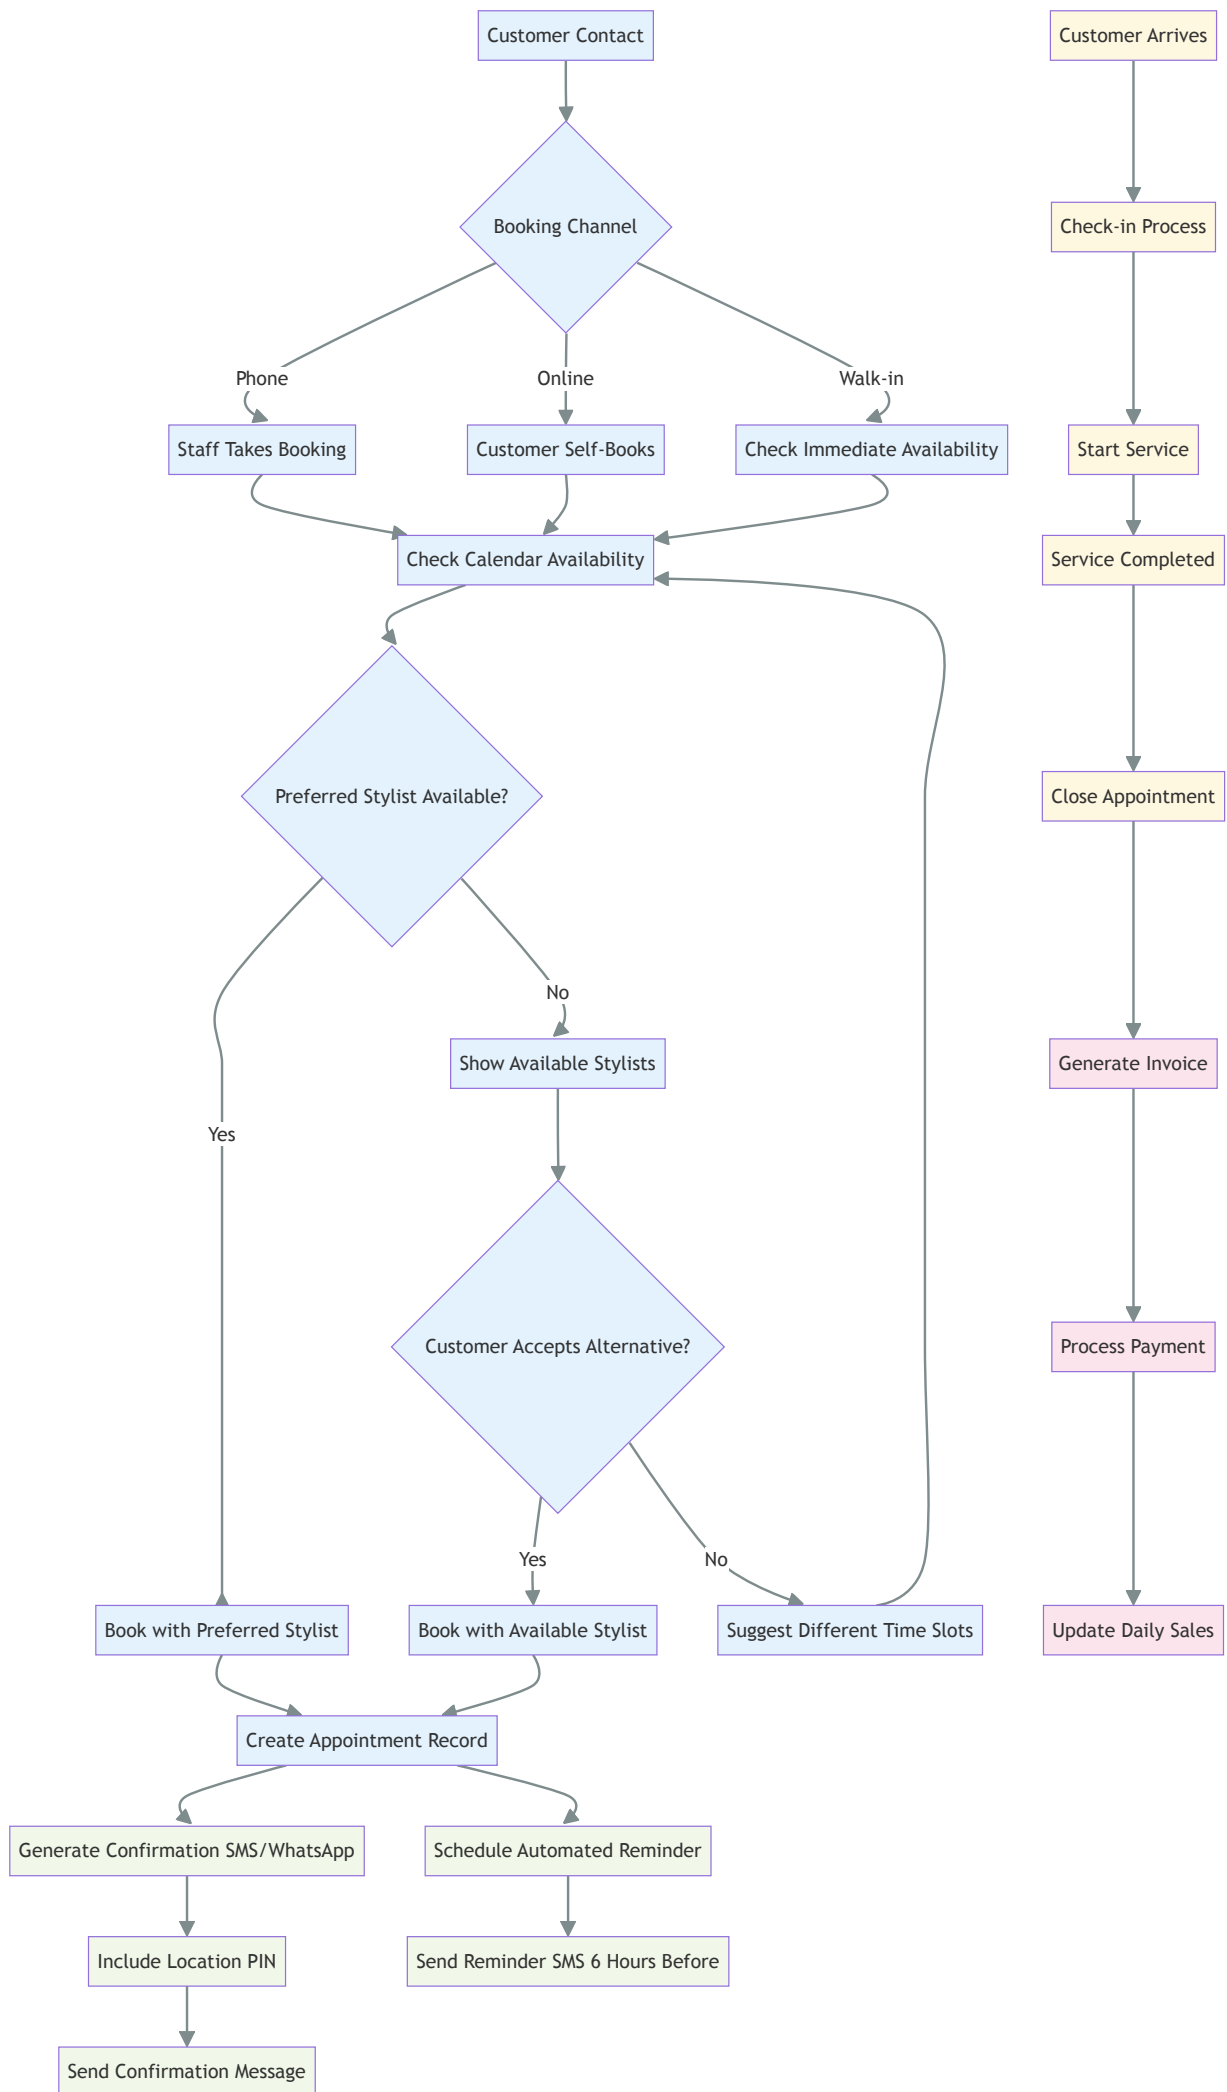 Customer Contact
Booking Channel
Phone
Online
Walk-in
Staff Takes Booking
Customer Self-Books
Check Immediate Availability
Check Calendar Availability
Preferred Stylist Available?
No
Show Available Stylists
Yes
Customer Accepts Alternative?
Yes
No
Book with Preferred Stylist
Book with Available Stylist
Suggest Different Time Slots
Create Appointment Record
Generate Confirmation SMS/WhatsApp
Schedule Automated Reminder
Include Location PIN
Send Reminder SMS 6 Hours Before
Send Confirmation Message
Customer Arrives
Check-in Process
Start Service
Service Completed
Close Appointment
Generate Invoice
Process Payment
Update Daily Sales